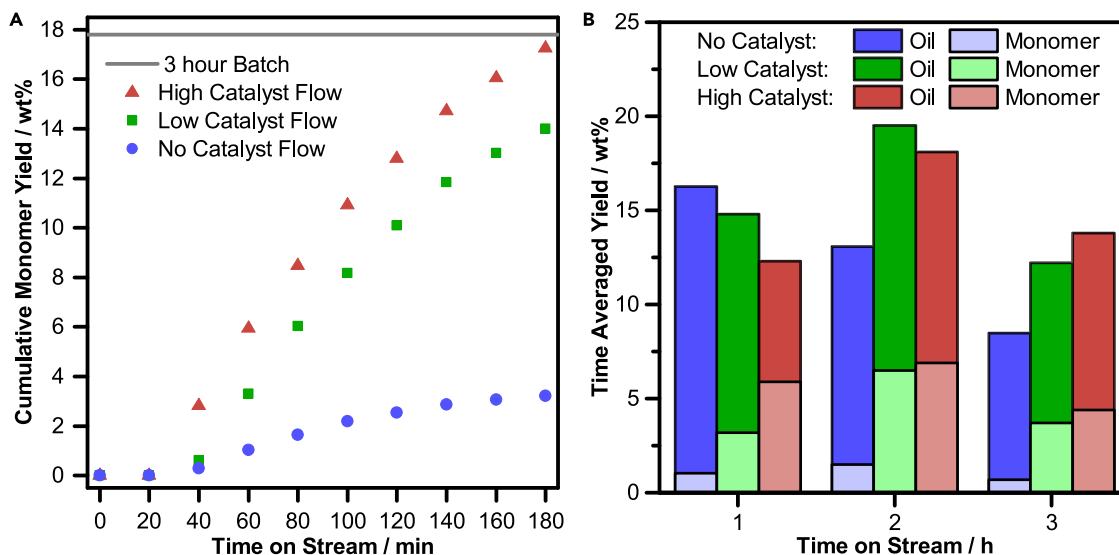 A
Cumulative Monomer Yield / wt%
18
16
14
12
10
8
6
4
2
0
3 hour Batch
High Catalyst Flow
Low Catalyst Flow
No Catalyst Flow
0 20 40 60 80 100 120 140 160 180
Time on Stream / min
B
Time Averaged Yield / wt%
25
20
15
10
5
0
No Catalyst: Oil Monomer
Low Catalyst: Oil Monomer
High Catalyst: Oil Monomer
1 2 3
Time on Stream / h